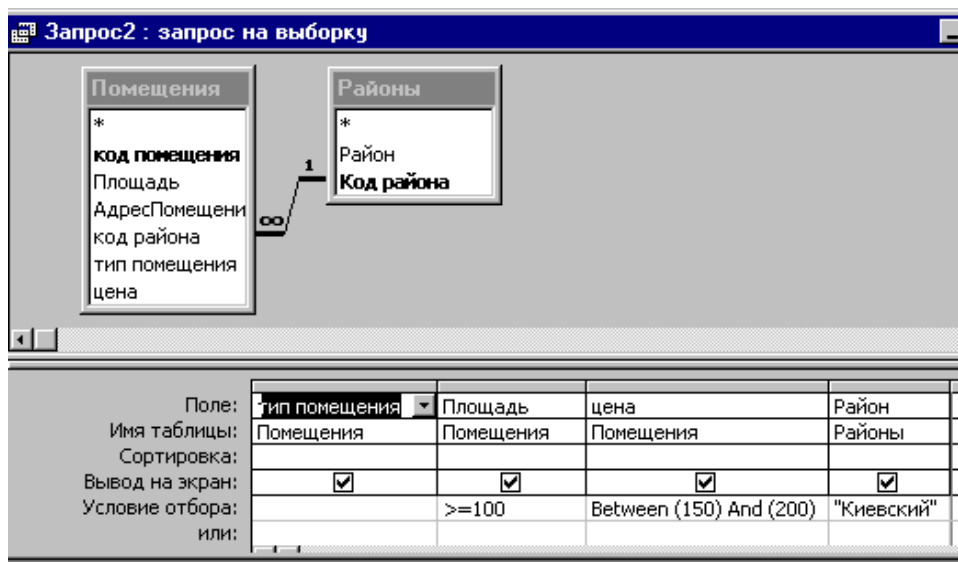 Запрос2 : запрос на выборку
Помещения
*
код помещения
Площадь
АдресПомещени
код района
тип помещения
цена
∞
1
Районы
*
Район
Код района
Поле: тип помещения Площадь цена Район
Имя таблицы: Помещения Помещения Помещения Районы
Сортировка:
Вывод на экран:
Условие отбора: >=100 Between (150) And (200) "Киевский"
или: